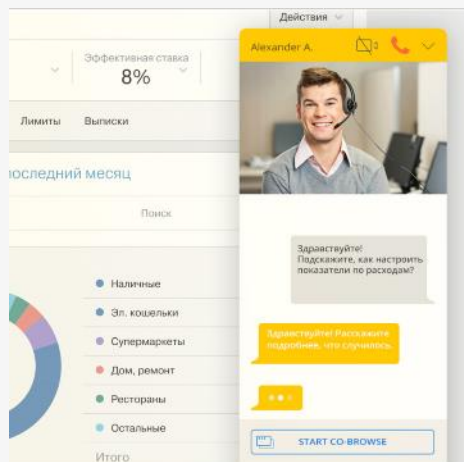 Действия
Эффективная ставка
8%
Лимиты Выписки
последний месяц
Поиск
Наличные
Эл. кошельки
Супермаркеты
Дом, ремонт
Рестораны
Остальные
Итого
Alexander A.
Здравствуйте!
Подскажите, как настроить
показатели по расходам?
Здравствуйте! Расскажите
подробнее, что случилось.
START CO-BROWSE